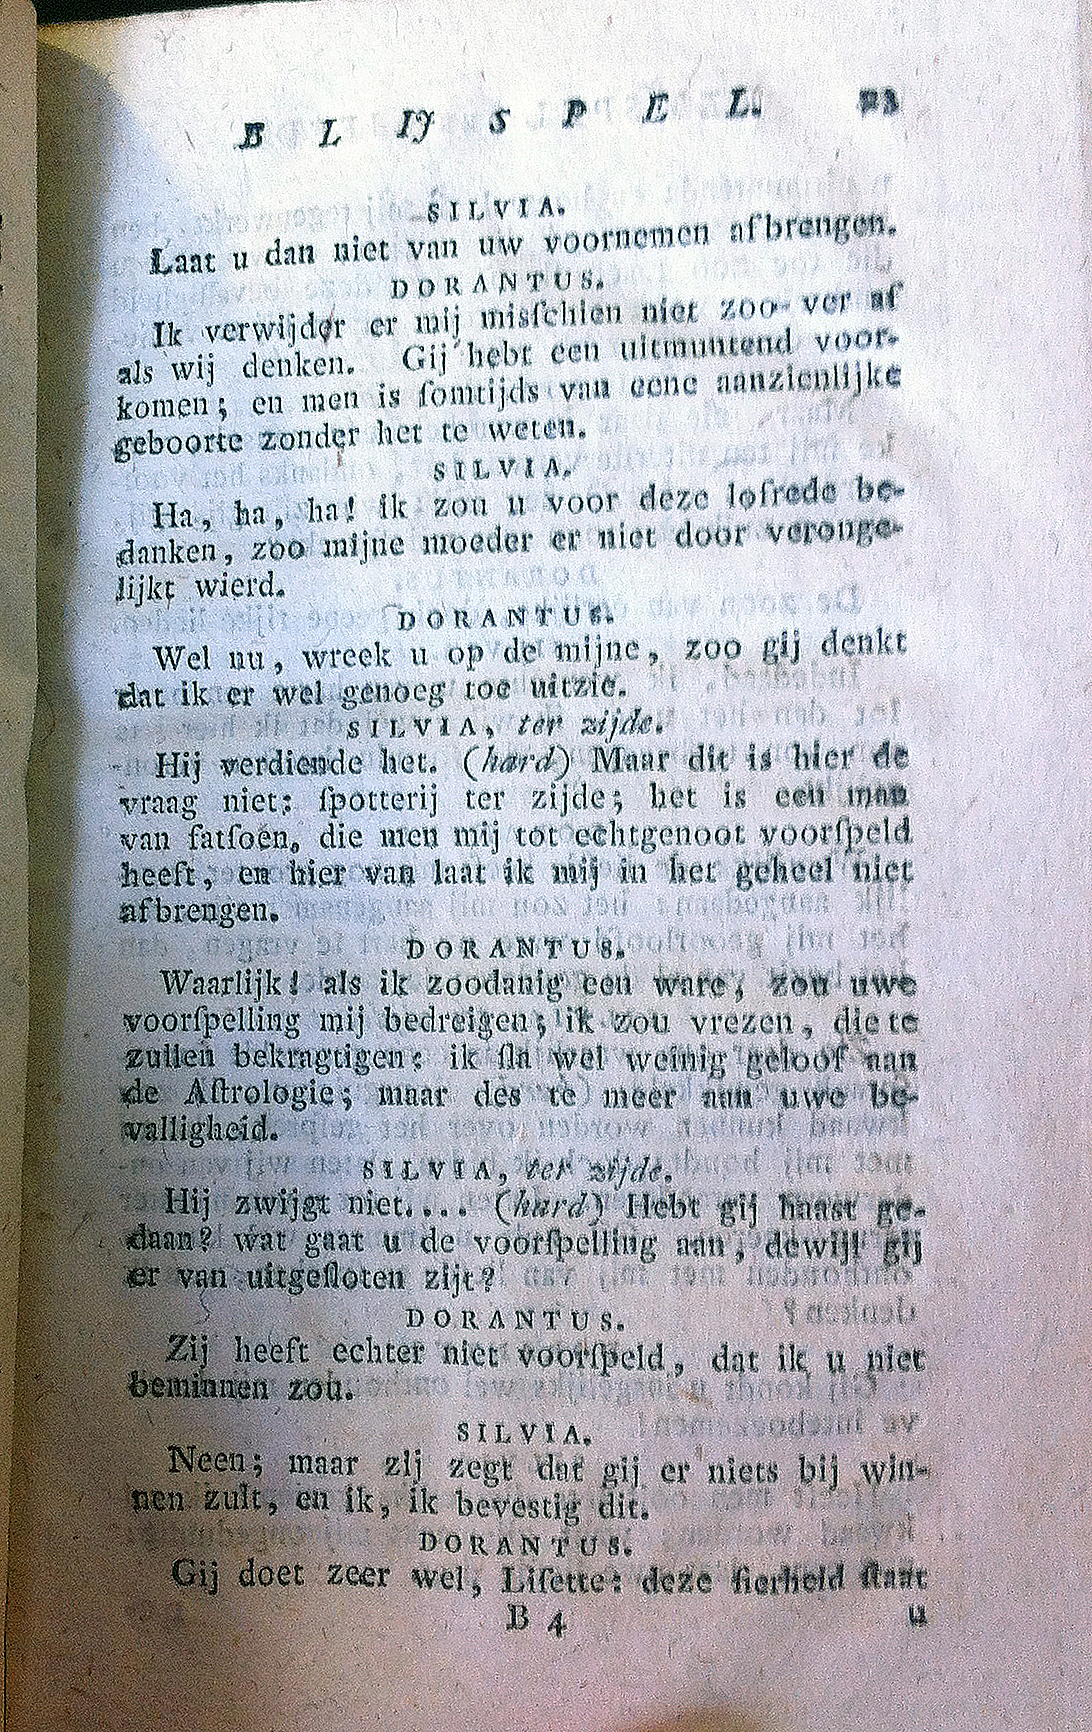 BLIJSPEL. 23
SILVIA.
Laat u dan niet van uw voornemen afbrengen.
DORANTUS.
Ik verwijder er mij misſchien niet zoo ver af
als wij denken. Gij hebt een uitmuntend voor-
komen; en men is ſomtijds van eene aanzienlijke
geboorte zonder het te weten.
SILVIA.
Ha, ha, ha! ik zou u voor deze lofrede be-
danken, zoo mijne moeder er niet door veronge-
lijkt wierd.
DORANTUS.
Wel nu, wreek u op de mijne, zoo gij denkt
dat ik er wel genoeg toe uitzie.
SILVIA, ter zijde.
Hij verdiende het. (hard) Maar dit is hier de
vraag niet: ſpotterij ter zijde; het is een man
van fatſoen, die men mij tot echtgenoot voorſpeld
heeft, en hier van laat ik mij in het geheel niet
afbrengen.
DORANTUS.
Waarlijk! als ik zoodanig een ware, zou uwe
voorſpelling mij bedreigen; ik zou vrezen, die te
zullen bekragtigen: ik ſla wel weinig geloof aan
de Aſtrologie; maar des te meer aan uwe be-
valligheid.
SILVIA, ter zijde.
Hij zwijgt niet.... (hard) Hebt gij haast ge-
daan? wat gaat u de voorſpelling aan, dewijl gij
er van uitgeſloten zijt?
DORANTUS.
Zij heeft echter niet voorſpeld, dat ik u niet
beminnen zou.
SILVIA.
Neen; maar zij zegt dat gij er niets bij win-
nen zult, en ik, ik bevestig dit.
DORANTUS.
Gij doet zeer wel, Liſette: deze fierheid ſtaat
B 4 u